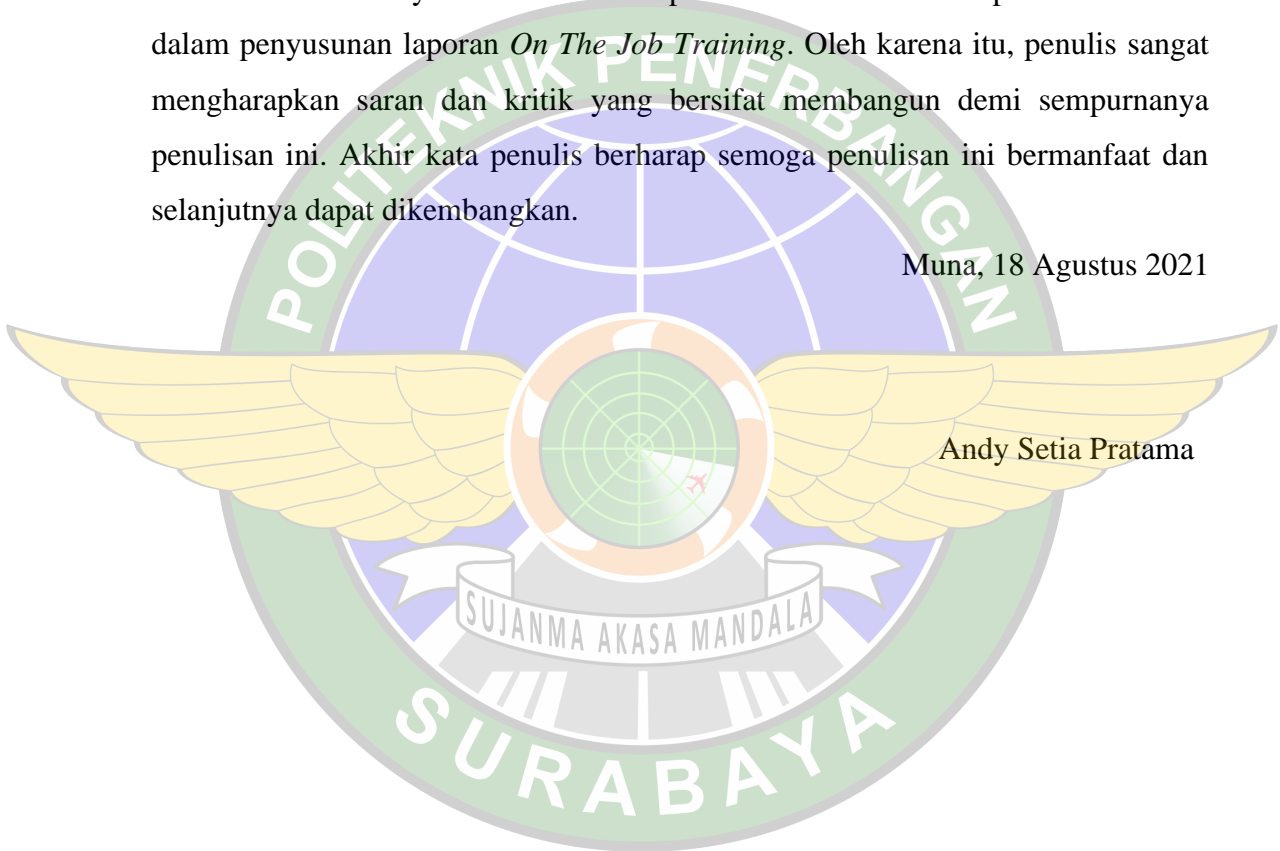 dalam penyusunan laporan On The Job Training. Oleh karena itu, penulis sangat
mengharapkan saran dan kritik yang bersifat membangun demi sempurnanya
penulisan ini. Akhir kata penulis berharap semoga penulisan ini bermanfaat dan
selanjutnya dapat dikembangkan.
Muna, 18 Agustus 2021
Andy Setia Pratama
POLITEKNIK PENERBANGAN
SUJANMA AKASA MANDALA
SURABAYA